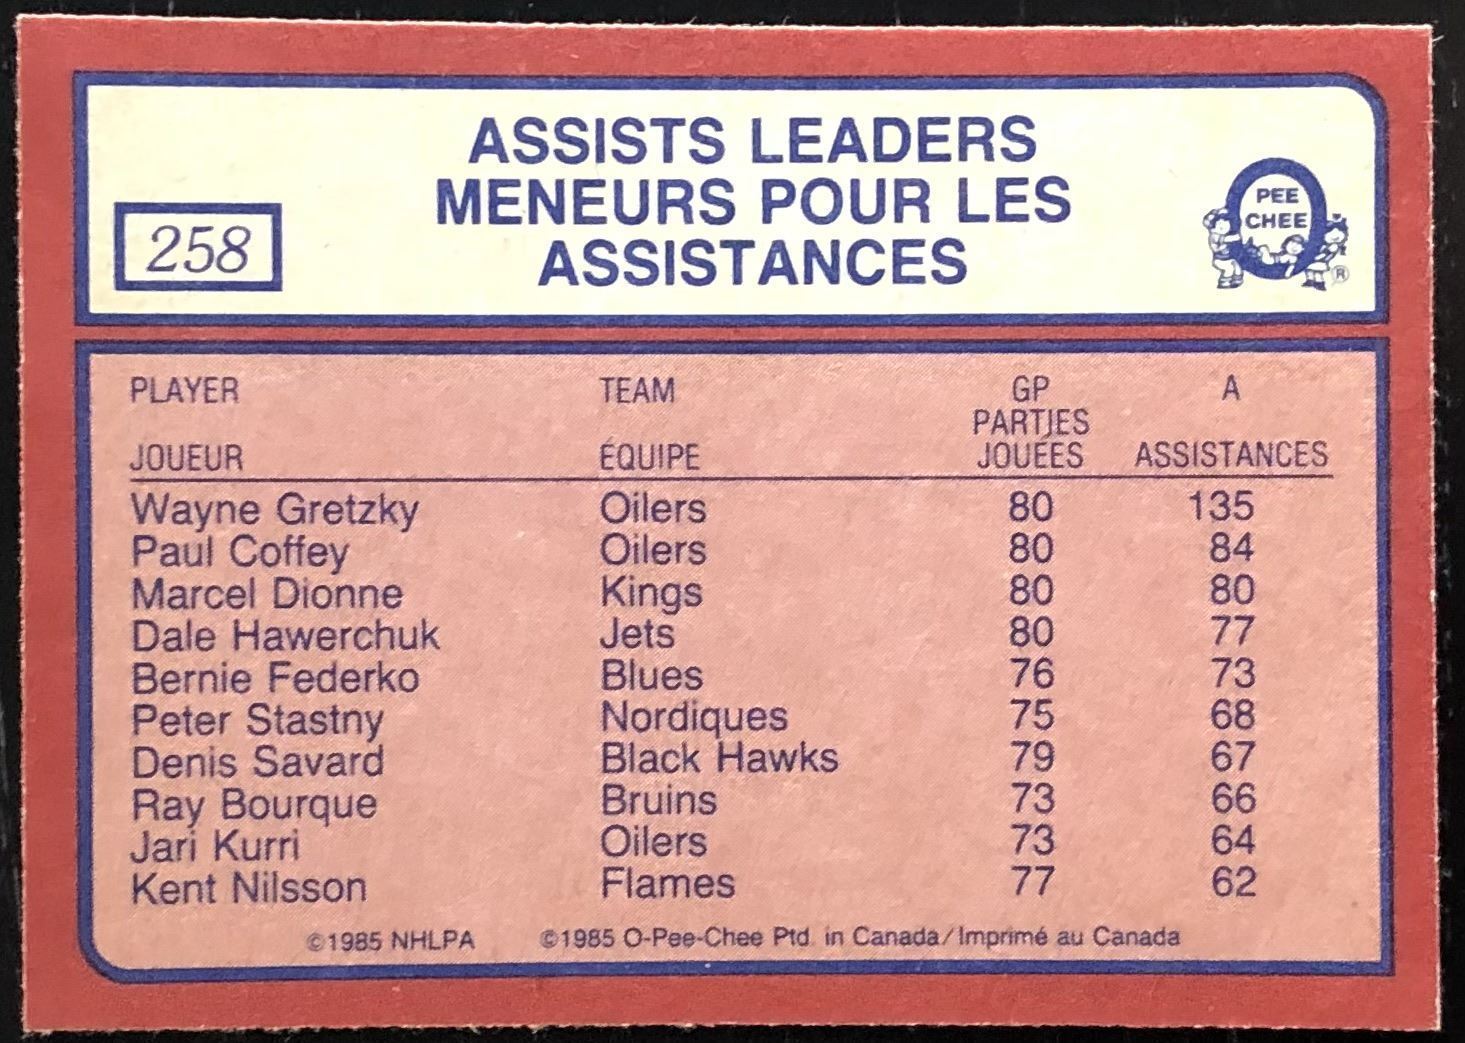 ASSISTS LEADERS
MENEURS POUR LES
ASSISTANCES
258
PEE
CHEE
®
PLAYER TEAM GP A
PARTIES
JOUEUR ÉQUIPE JOUÉES ASSISTANCES
Wayne Gretzky Oilers 80 135
Paul Coffey Oilers 80 84
Marcel Dionne Kings 80 80
Dale Hawerchuk Jets 80 77
Bernie Federko Blues 76 73
Peter Stastny Nordiques 75 68
Denis Savard Black Hawks 79 67
Ray Bourque Bruins 73 66
Jari Kurri Oilers 73 64
Kent Nilsson Flames 77 62
©1985 NHLPA ©1985 O-Pee-Chee Ptd. in Canada/Imprimé au Canada